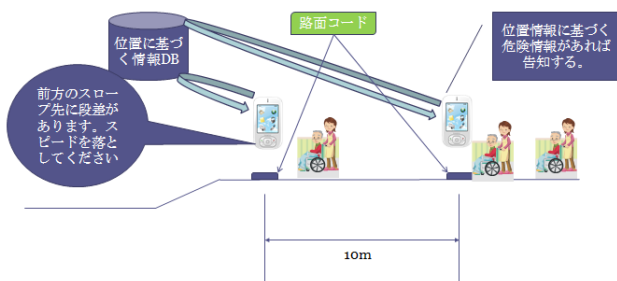 位置に基づ
く情報DB
路面コード
位置情報に基づく
危険情報があれば
告知する。
前方のスロー
プ先に段差が
あります。ス
ピードを落と
してください
10m